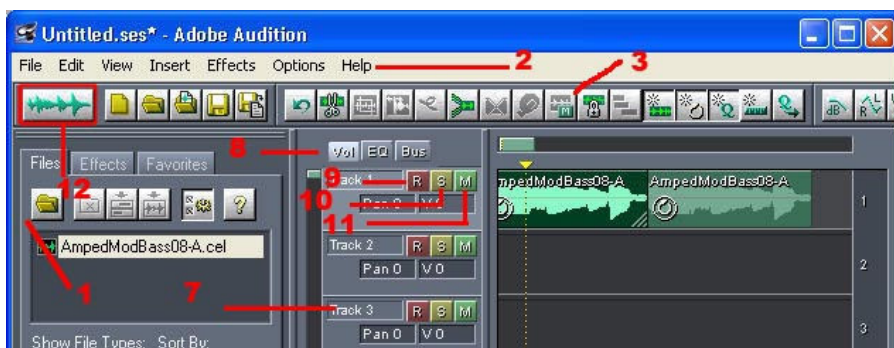 Untitled.ses* - Adobe Audition
File Edit View Insert Effects Options Help 2 3
dB R L
8 Vol EQ Bus
Files Effects Favorites
12
9 Track 1 R S M
10 Pan 0 V 0
11
AmpedModBass08-A AmpedModBass08-A 1
AmpedModBass08-A.cel
Track 2 R S M
Pan 0 V 0 2
1 7
Track 3 R S M
Pan 0 V 0 3
Show File Types: Sort By: